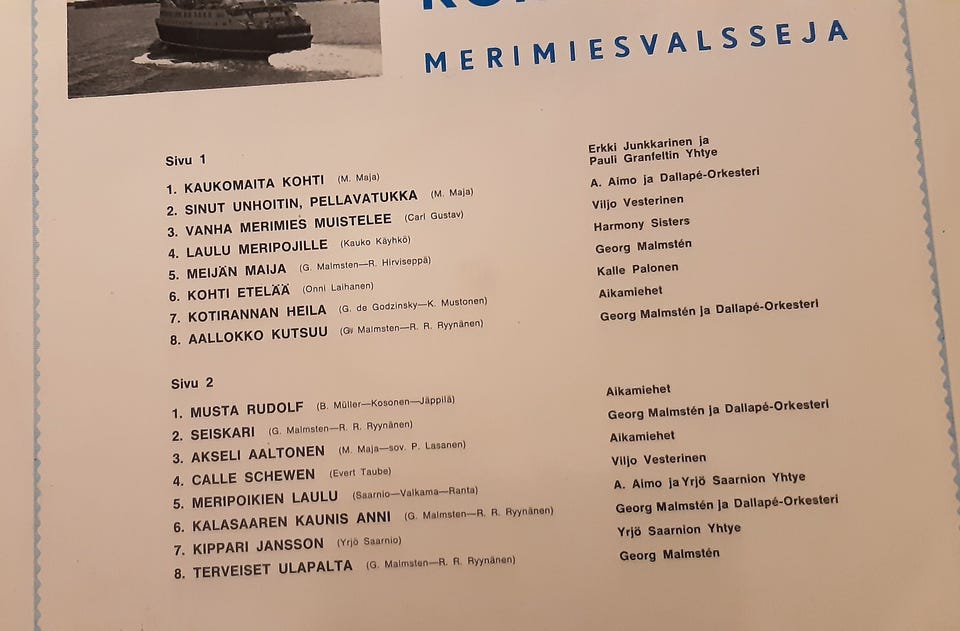 MERIMIESVALSSEJA
Sivu 1
1. KAUKOMAITA KOHTI (M. Maja) Erkki Junkkarinen ja Pauli Granfeltin Yhtye
2. SINUT UNHOITIN, PELLAVATUKKA (M. Maja) A. Aimo ja Dallapé-Orkesteri
3. VANHA MERIMIES MUISTELEE (Carl Gustav) Viljo Vesterinen
4. LAULU MERIPOJILLE (Kauko Käyhkö) Harmony Sisters
5. MEIJÄN MAIJA (G. Malmsten—R. Hirviseppä) Georg Malmstén
6. KOHTI ETELÄÄ (Onni Laihanen) Kalle Palonen
7. KOTIRANNAN HEILA (G. de Godzinsky—K. Mustonen) Aikamiehet
8. AALLOKKO KUTSUU (G. Malmsten—R. R. Ryynänen) Georg Malmstén ja Dallapé-Orkesteri
Sivu 2
1. MUSTA RUDOLF (B. Müller—Kosonen—Jäppilä) Aikamiehet
2. SEISKARI (G. Malmsten—R. R. Ryynänen) Georg Malmstén ja Dallapé-Orkesteri
3. AKSELI AALTONEN (M. Maja—sov. P. Lasanen) Aikamiehet
4. CALLE SCHEWEN (Evert Taube) Viljo Vesterinen
5. MERIPOIKIEN LAULU (Saarnio—Valkama—Ranta) A. Aimo ja Yrjö Saarnion Yhtye
6. KALASAAREN KAUNIS ANNI (G. Malmsten—R. R. Ryynänen) Georg Malmstén ja Dallapé-Orkesteri
7. KIPPARI JANSSON (Yrjö Saarnio) Yrjö Saarnion Yhtye
8. TERVEISET ULAPALTA (G. Malmsten—R. R. Ryynänen) Georg Malmstén